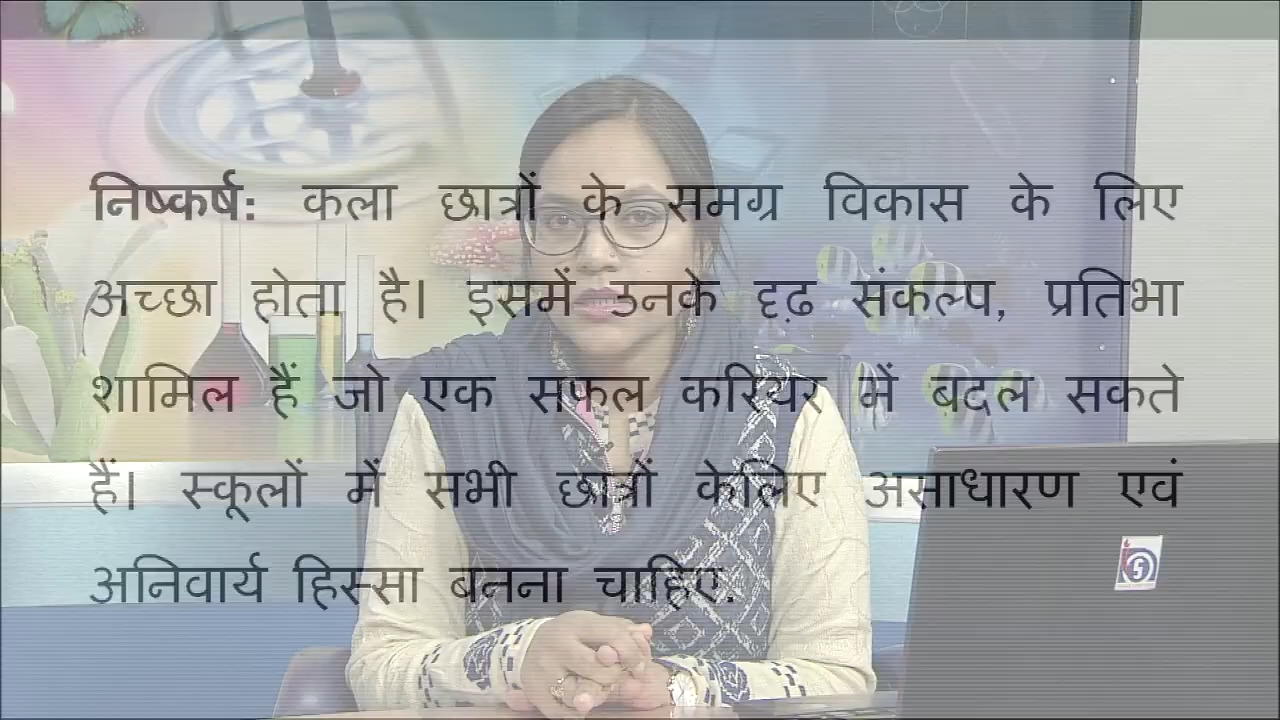 निष्कर्ष: कला छात्रों के समग्र विकास के लिए
अच्छा होता है। इसमें उनके दृढ़ संकल्प, प्रतिभा
शामिल हैं जो एक सफल करियर में बदल सकते
हैं। स्कूलों में सभी छात्रों केलिए असाधारण एवं
अनिवार्य हिस्सा बनना चाहिए.